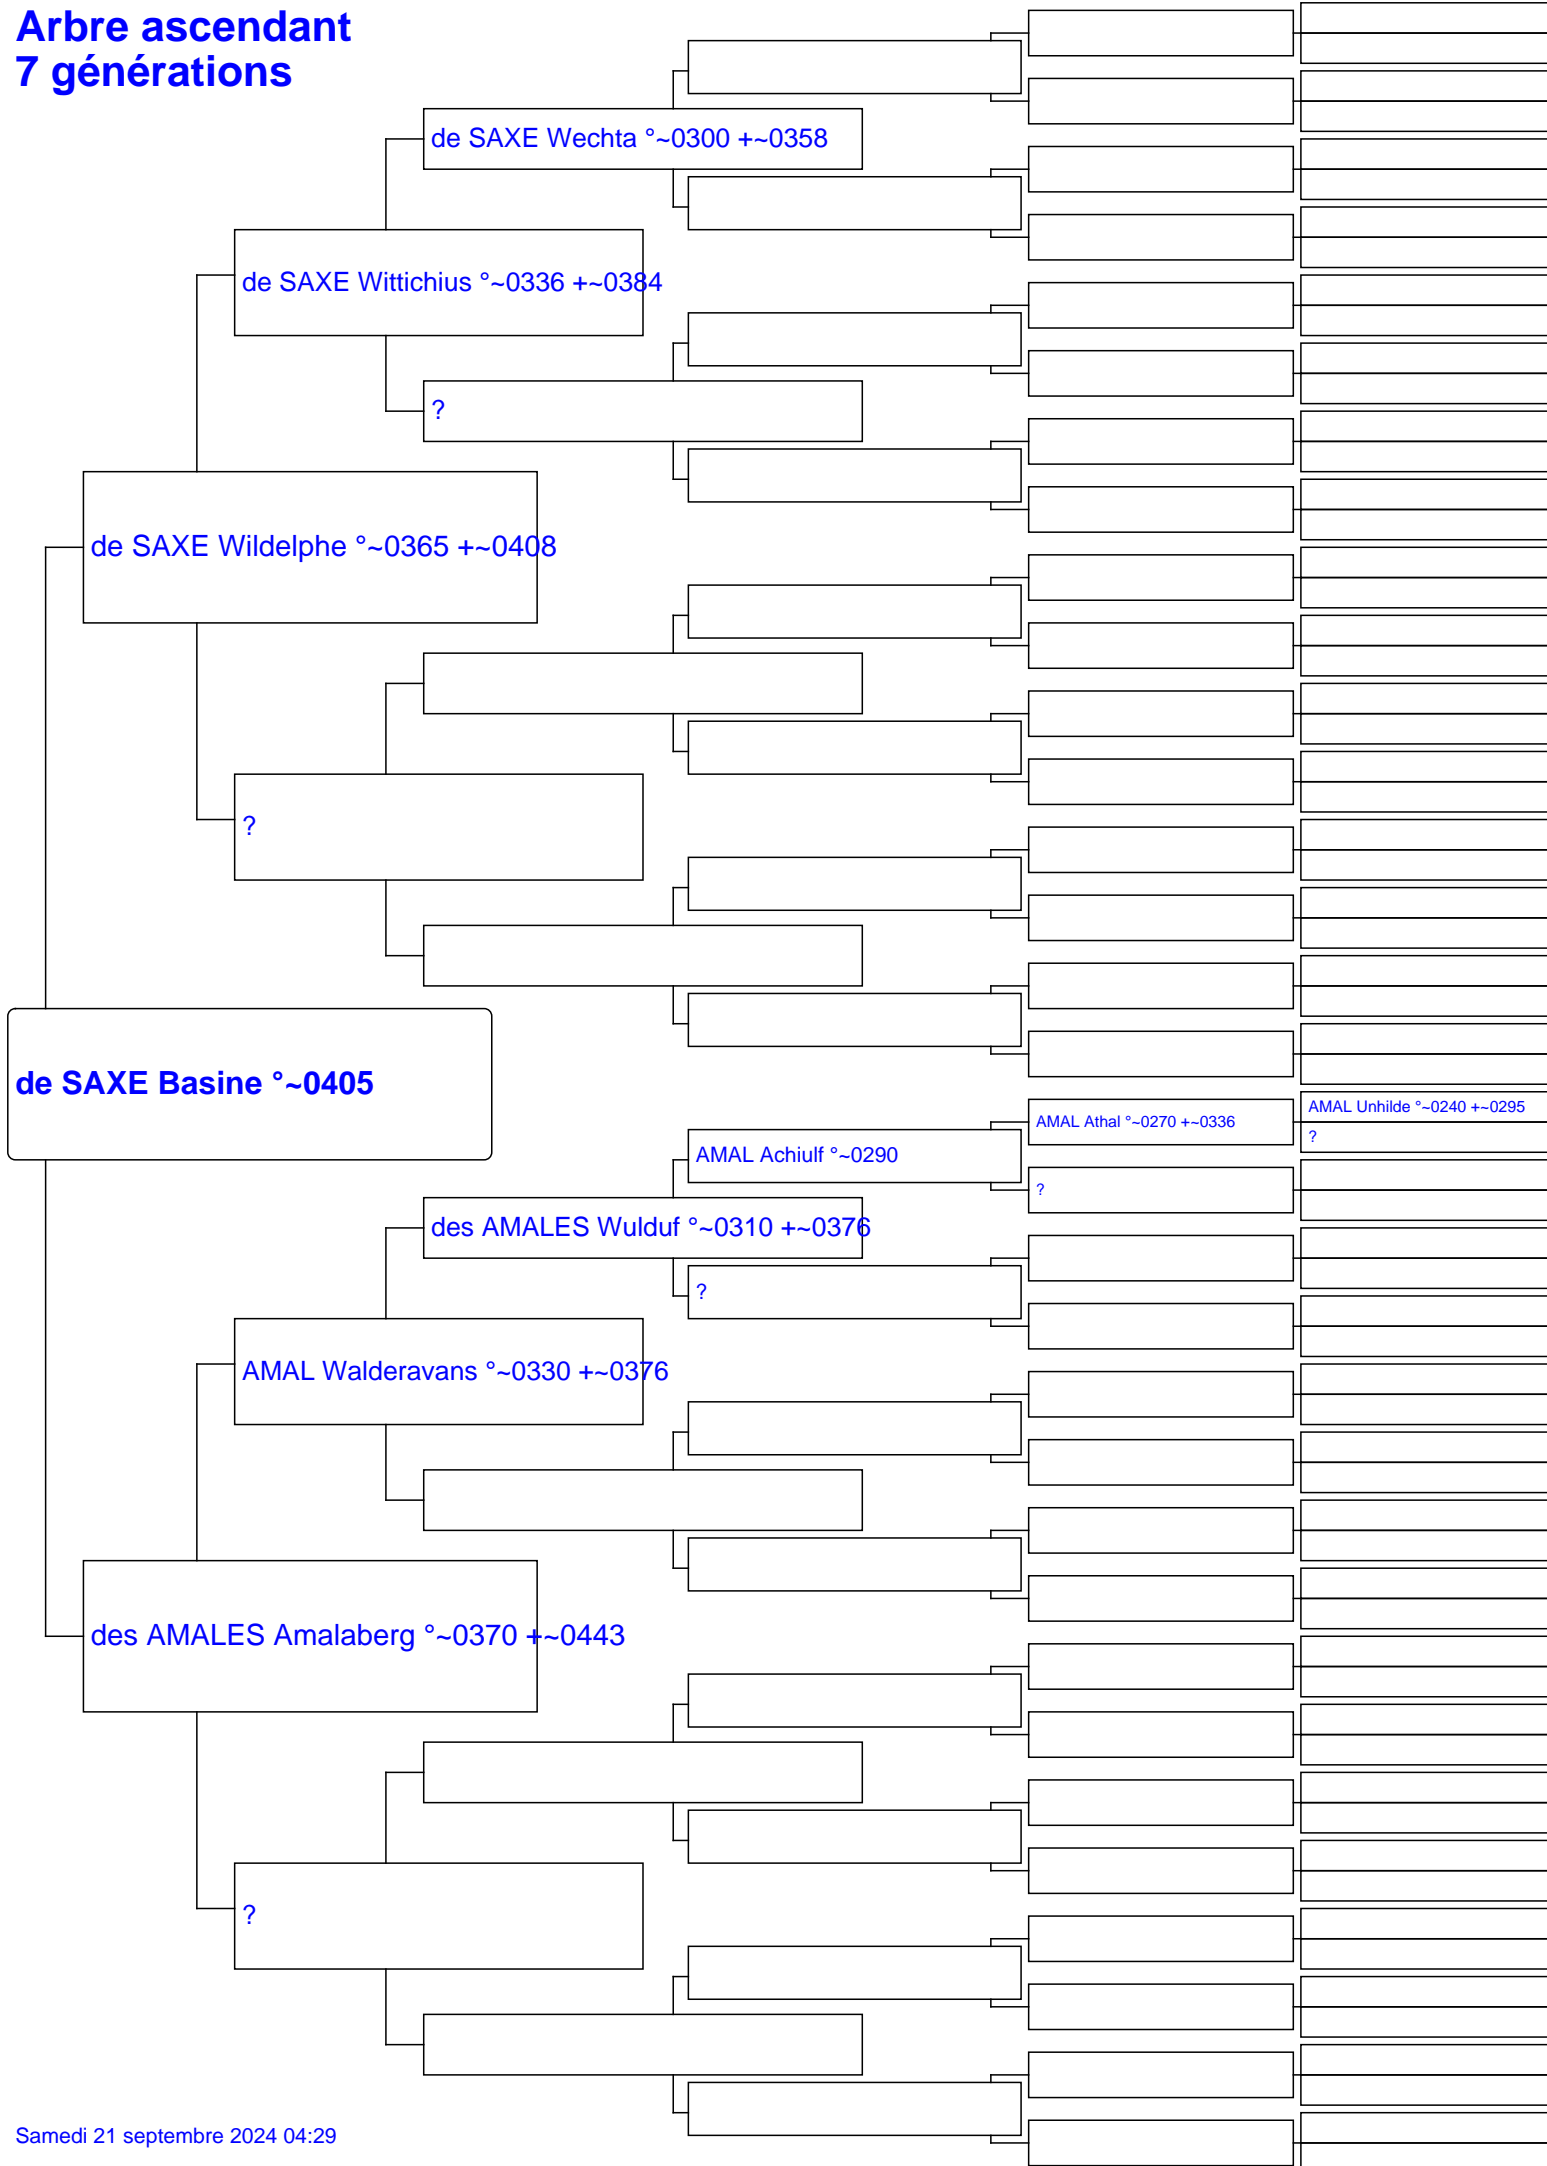 Arbre ascendant
7 générations
de SAXE Wechta °~0300 +~0358
de SAXE Wittichius °~0336 +~0384
?
de SAXE Wildelphe °~0365 +~0408
?
de SAXE Basine °~0405
AMAL Unhilde °~0240 +~0295
AMAL Athal °~0270 +~0336
?
AMAL Achiulf °~0290
?
des AMALES Wulduf °~0310 +~0376
?
AMAL Walderavans °~0330 +~0376
des AMALES Amalaberg °~0370 +~0443
?
Samedi 21 septembre 2024 04:29